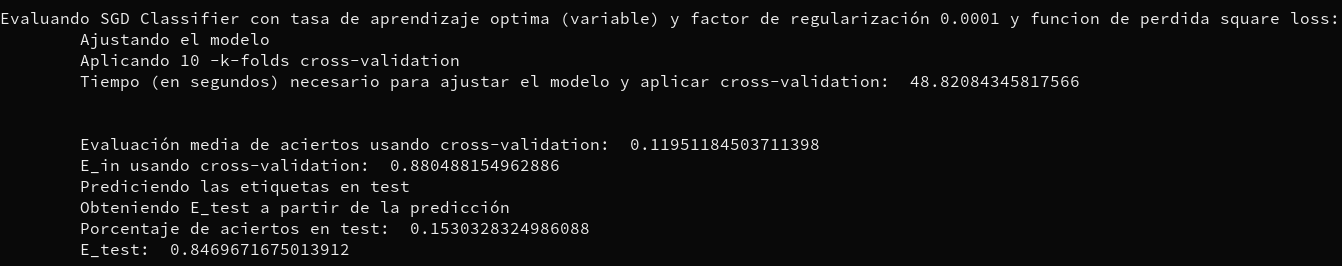 Evaluando SGD Classifier con tasa de aprendizaje optima (variable) y factor de regularización 0.0001 y funcion de perdida square loss:
Ajustando el modelo
Aplicando 10 -k-folds cross-validation
Tiempo (en segundos) necesario para ajustar el modelo y aplicar cross-validation:  48.82084345817566
Evaluación media de aciertos usando cross-validation:  0.11951184503711398
E_in usando cross-validation:  0.880488154962886
Prediciendo las etiquetas en test
Obteniendo E_test a partir de la predicción
Porcentaje de aciertos en test:  0.1530328324986088
E_test:  0.8469671675013912